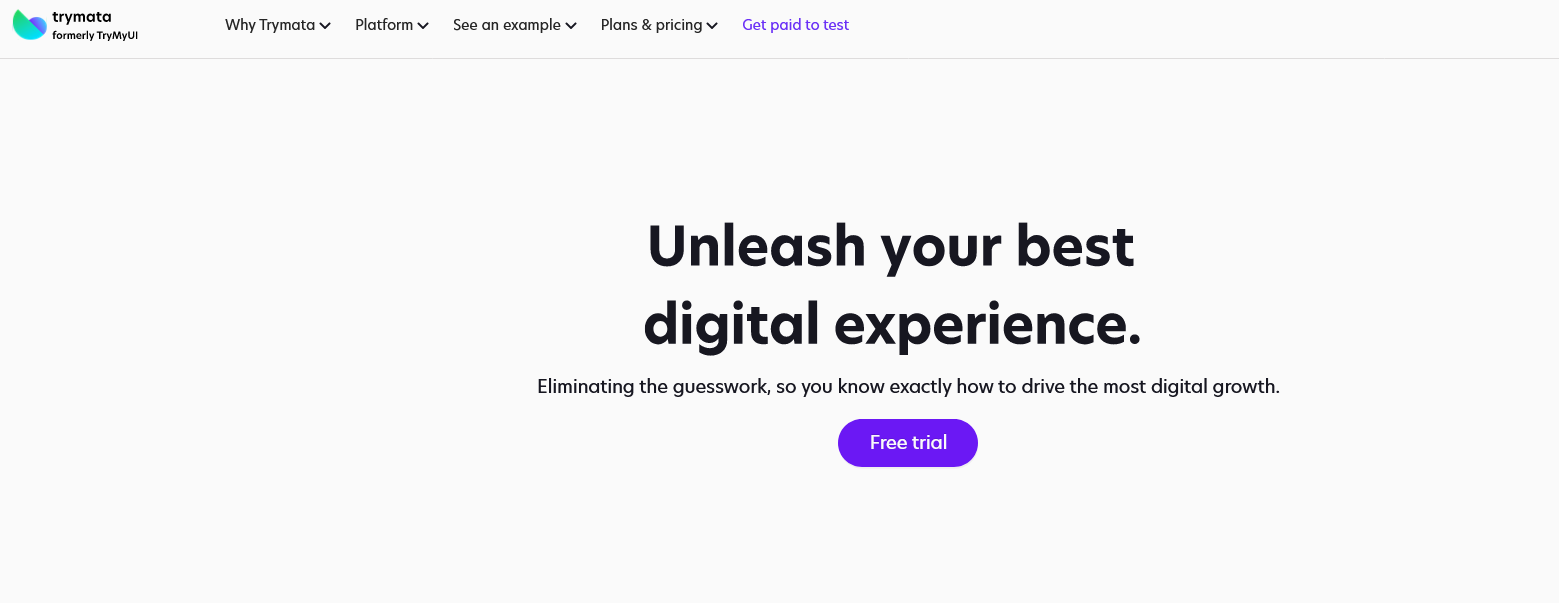 trymata
formerly TryMyUI
Why Trymata
Platform
See an example
Plans & pricing
Get paid to test
Unleash your best
digital experience.
Eliminating the guesswork, so you know exactly how to drive the most digital growth.
Free trial